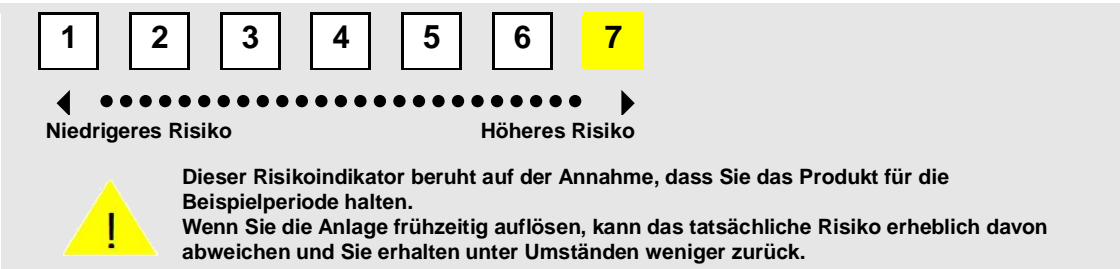 1 2 3 4 5 6 7
Niedrigeres Risiko Höheres Risiko
!
Dieser Risikoindikator beruht auf der Annahme, dass Sie das Produkt für die
Beispielperiode halten.
Wenn Sie die Anlage frühzeitig auflösen, kann das tatsächliche Risiko erheblich davon
abweichen und Sie erhalten unter Umständen weniger zurück.